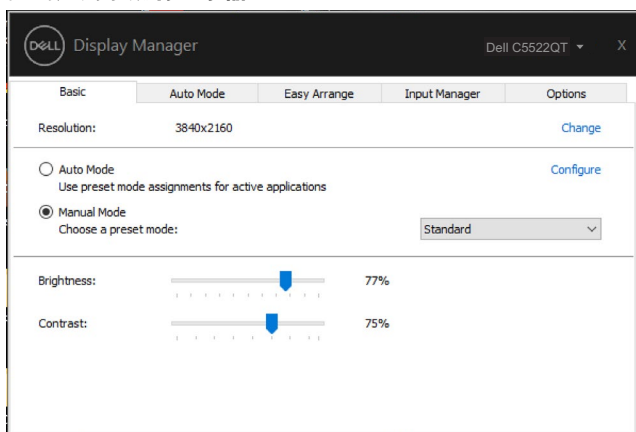 DELL Display Manager Dell C5522QT X
Basic Auto Mode Easy Arrange Input Manager Options
Resolution: 3840x2160 Change
Auto Mode Configure
Use preset mode assignments for active applications
Manual Mode
Choose a preset mode: Standard
Brightness: 77%
Contrast: 75%